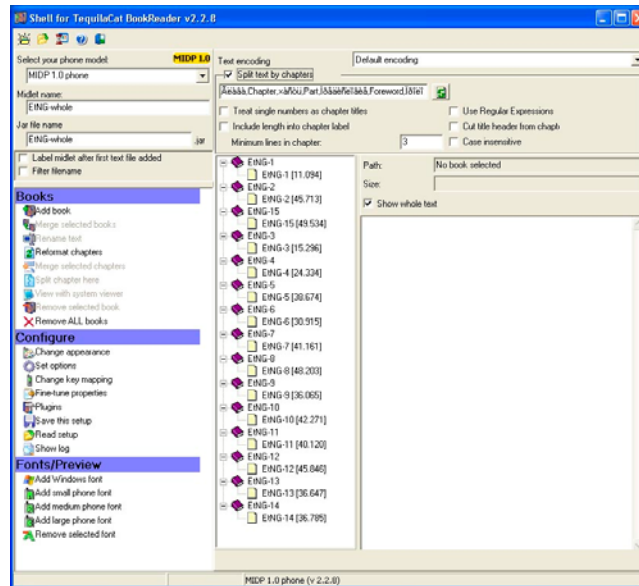 Shell for TequilaCat BookReader v2.2.8
Select your phone model: MIDP 1.0
MIDP 1.0 phone
Midlet name:
EtNG-whole
Jar file name
EtNG-whole .jar
Label midlet after first text file added
Filter filename
Books
Add book
Merge selected books
Rename text
Reformat chapters
Merge selected chapters
Split chapter here
View with system viewer
Remove selected book
Remove ALL books
Configure
Change appearance
Set options
Change key mapping
Fine-tune properties
Plugins
Save this setup
Read setup
Show log
Fonts/Preview
Add Windows font
Add small phone font
Add medium phone font
Add large phone font
Remove selected font
Text encoding Default encoding
Split text by chapters
Chapter, Part, Foreword
Treat single numbers as chapter titles Use Regular Expressions
Include length into chapter label Cut title header from chapt
Minimum lines in chapter: 3 Case insensitive
EtNG-1
EtNG-1 [11.094]
EtNG-2
EtNG-2 [45.713]
EtNG-15
EtNG-15 [49.534]
EtNG-3
EtNG-3 [15.296]
EtNG-4
EtNG-4 [24.334]
EtNG-5
EtNG-5 [38.674]
EtNG-6
EtNG-6 [30.915]
EtNG-7
EtNG-7 [41.161]
EtNG-8
EtNG-8 [48.203]
EtNG-9
EtNG-9 [36.065]
EtNG-10
EtNG-10 [42.271]
EtNG-11
EtNG-11 [40.120]
EtNG-12
EtNG-12 [45.846]
EtNG-13
EtNG-13 [36.647]
EtNG-14
EtNG-14 [36.785]
Path: No book selected
Size:
Show whole text
MIDP 1.0 phone (v 2.2.8)